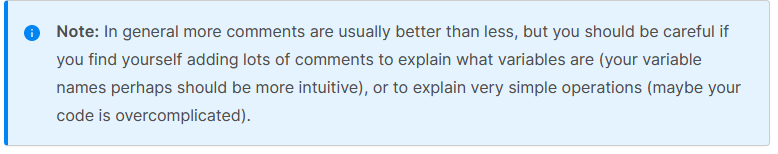 Note: In general more comments are usually better than less, but you should be careful if
you find yourself adding lots of comments to explain what variables are (your variable
names perhaps should be more intuitive), or to explain very simple operations (maybe your
code is overcomplicated).